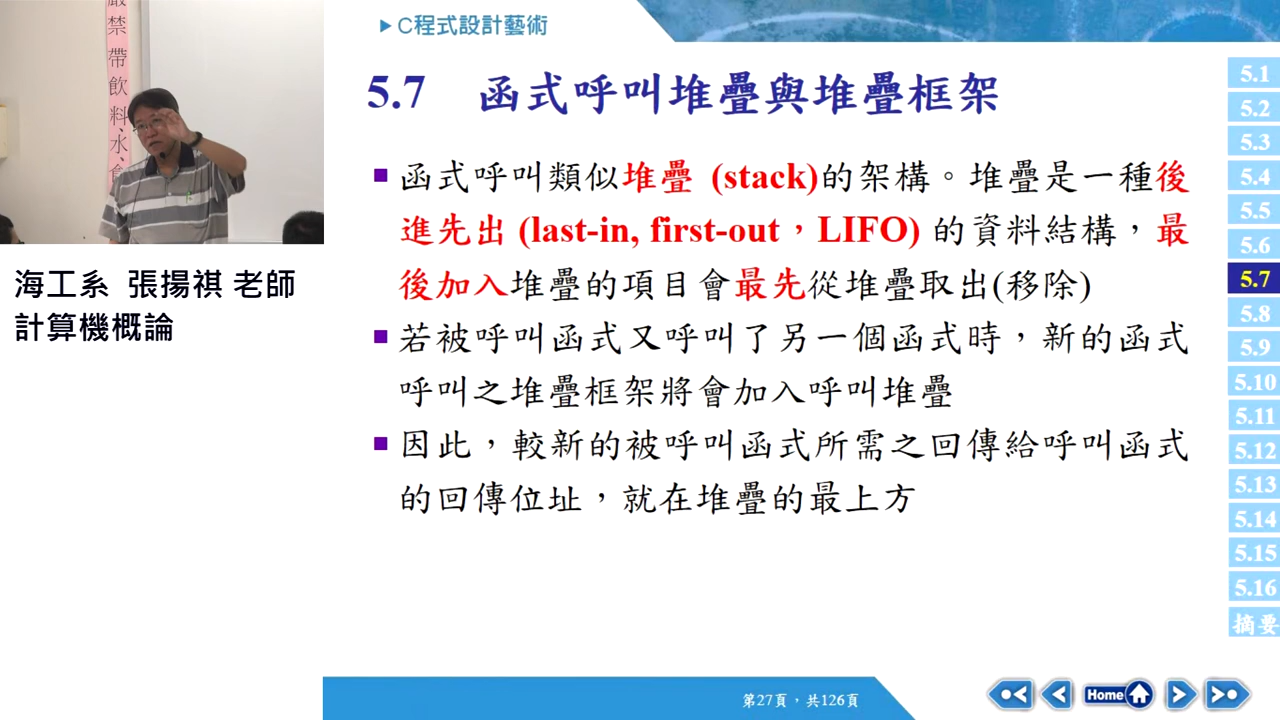 嚴禁帶飲料、水、食
海工系 張揚祺 老師
計算機概論
C程式設計藝術
5.7 函式呼叫堆疊與堆疊框架
函式呼叫類似堆疊 (stack)的架構。堆疊是一種後
進先出 (last-in, first-out,LIFO) 的資料結構,最
後加入堆疊的項目會最先從堆疊取出(移除)
若被呼叫函式又呼叫了另一個函式時,新的函式
呼叫之堆疊框架將會加入呼叫堆疊
因此,較新的被呼叫函式所需之回傳給呼叫函式
的回傳位址,就在堆疊的最上方
5.1
5.2
5.3
5.4
5.5
5.6
5.7
5.8
5.9
5.10
5.11
5.12
5.13
5.14
5.15
5.16
摘要
第27頁,共126頁
Home